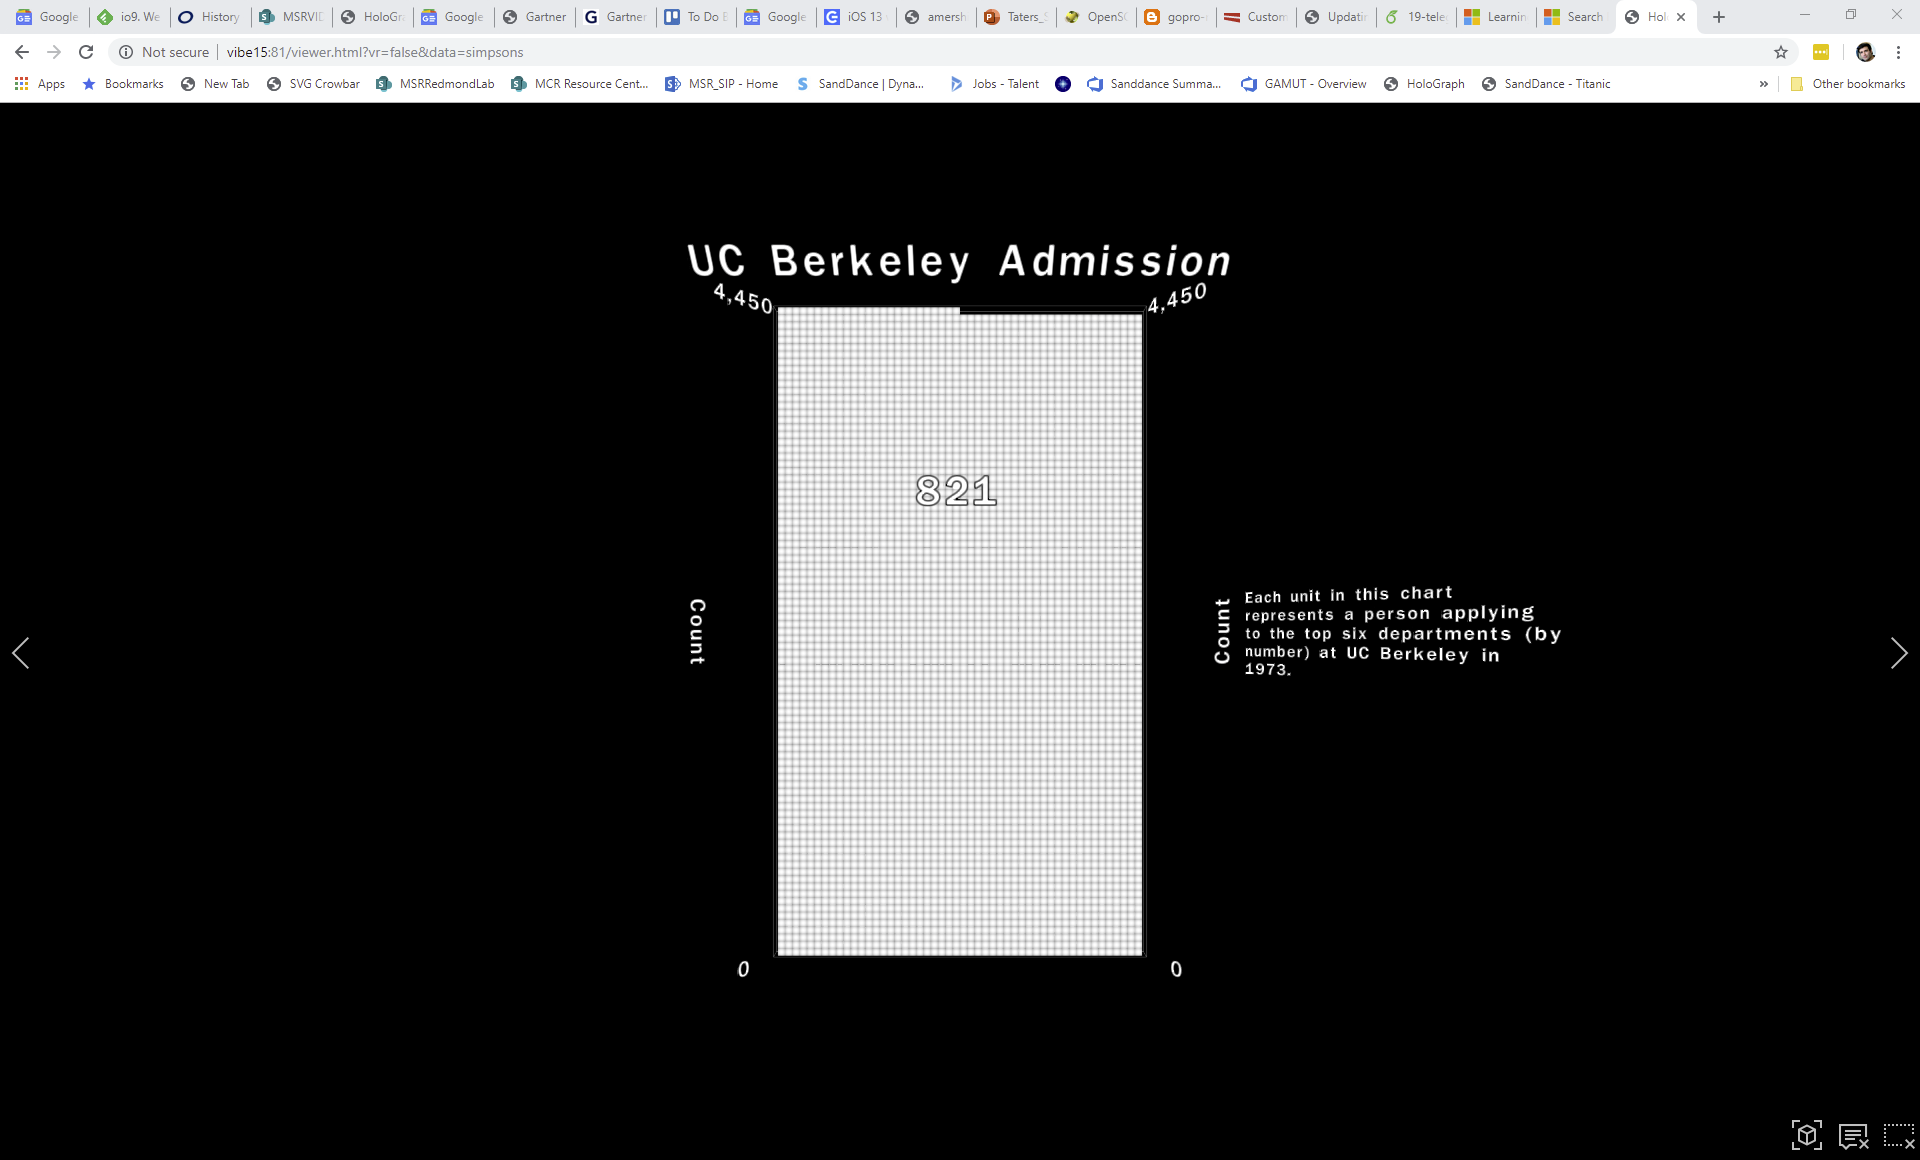 Google
io9. We
History
MSRVID
HoloGr
Google
Gartner
Gartner
To Do B
Google
iOS 13
amersh
Taters_S
OpenSC
gopro-
Custom
Updatin
19-tele
Learnin
Search
Hol
Not secure
vibe15:81/viewer.html?vr=false&data=simpsons
Apps
Bookmarks
New Tab
SVG Crowbar
MSRRedmondLab
MCR Resource Cent...
MSR_SIP - Home
SandDance | Dyna...
Jobs - Talent
Sanddance Summa...
GAMUT - Overview
HoloGraph
SandDance - Titanic
Other bookmarks
UC Berkeley Admission
4,450
4,450
821
Count
Count
Each unit in this chart
represents a person applying
to the top six departments (by
number) at UC Berkeley in
1973.
0
0